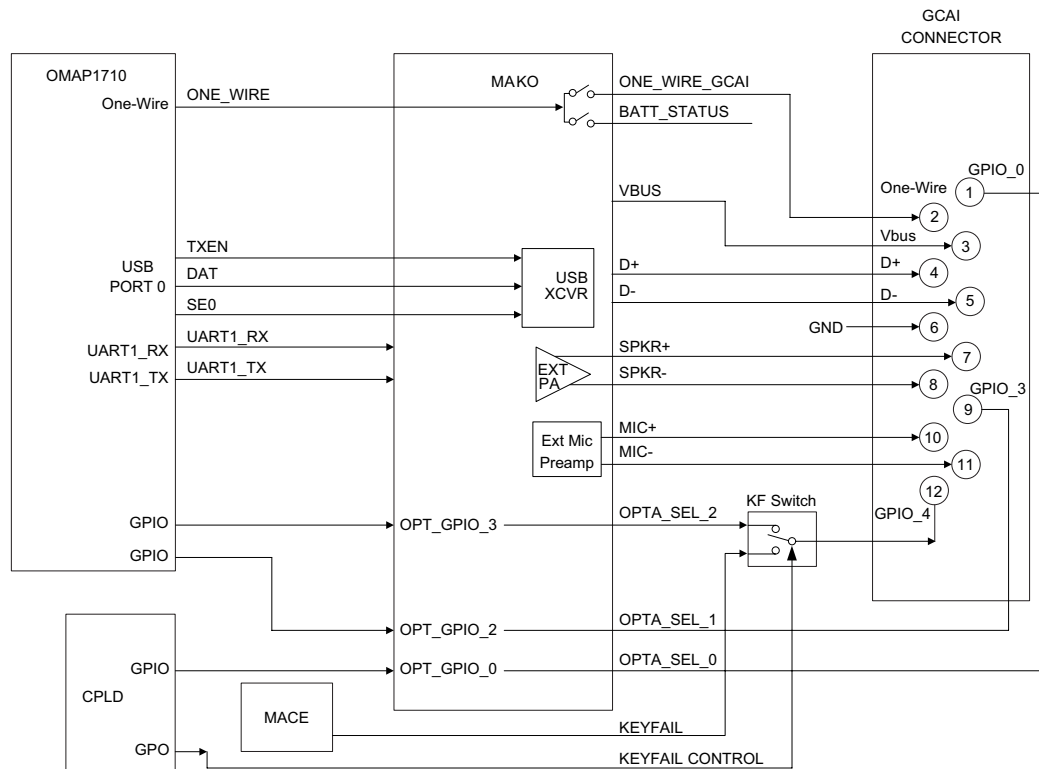 GCAI
CONNECTOR
OMAP1710
One-Wire
ONE_WIRE
MAKO
ONE_WIRE_GCAI
BATT_STATUS
GPIO_0
1
One-Wire
2
VBUS
Vbus
3
TXEN
USB
PORT 0
DAT
SE0
USB
XCVR
D+
D+
4
D-
D-
5
GND
6
UART1_RX
UART1_RX
UART1_TX
UART1_TX
EXT
PA
SPKR+
7
SPKR-
8
GPIO_3
9
Ext Mic
Preamp
MIC+
10
MIC-
11
12
GPIO_4
KF Switch
GPIO
OPT_GPIO_3
OPTA_SEL_2
GPIO
OPT_GPIO_2
OPTA_SEL_1
GPIO
OPT_GPIO_0
OPTA_SEL_0
CPLD
MACE
KEYFAIL
GPO
KEYFAIL CONTROL